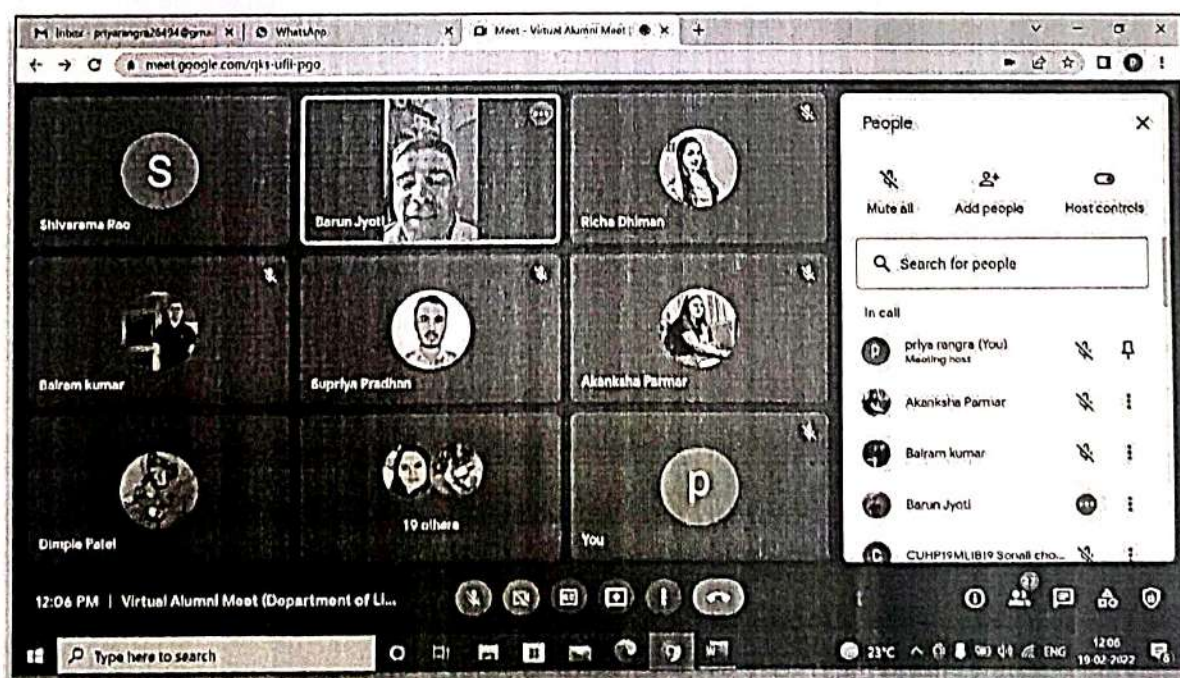 Inbox - priyarangra26494@gmai
WhatsApp
Meet - Virtual Alumni Meet (
meet.google.com/qks-ufii-pgo
S
Shivarama Rao
Barun Jyoti
Richa Dhiman
Balram kumar
Supriya Pradhan
Akanksha Parmar
Dimple Patel
19 others
p
You
People
Mute all
Add people
Host controls
Search for people
In call
priya rangra (You)
Meeting host
Akanksha Parmar
Balram kumar
Barun Jyoti
CUHP19MLIB19 Sonali cho...
12:06 PM | Virtual Alumni Meet (Department of Li...
27
Type here to search
23°C
ENG
12:06
19-02-2022